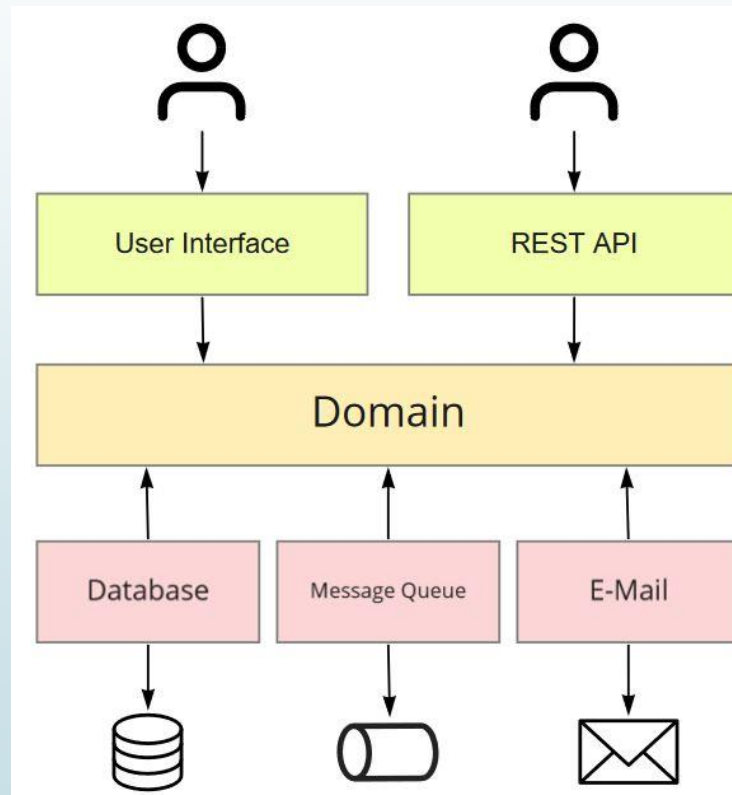 User Interface
REST API
Domain
Database
Message Queue
E-Mail